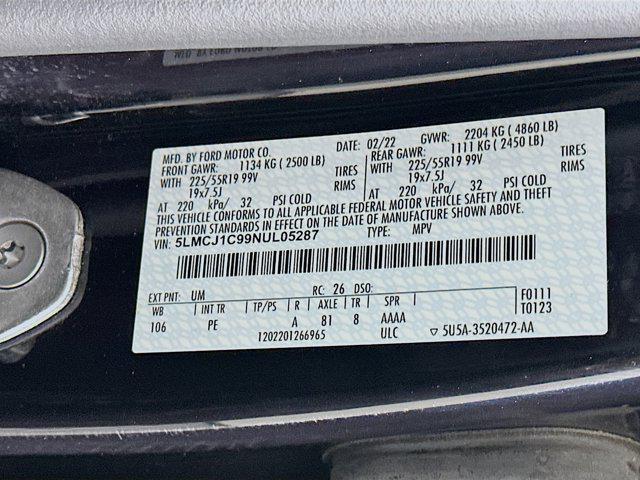 MFD. BY FORD MOTOR CO.
DATE: 02/22 GVWR: 2204 KG ( 4860 LB)
FRONT GAWR: 1134 KG ( 2500 LB) REAR GAWR: 1111 KG ( 2450 LB)
WITH 225/55R19 99V TIRES WITH 225/55R19 99V TIRES
19x7.5J RIMS 19x7.5J RIMS
AT 220 kPa/ 32 PSI COLD AT 220 kPa/ 32 PSI COLD
THIS VEHICLE CONFORMS TO ALL APPLICABLE FEDERAL MOTOR VEHICLE SAFETY AND THEFT
PREVENTION STANDARDS IN EFFECT ON THE DATE OF MANUFACTURE SHOWN ABOVE.
VIN: 5LMCJ1C99NUL05287 TYPE: MPV
EXT PNT: UM RC: 26 DSO: F0111
WB INT TR TP/PS R AXLE TR SPR T0123
106 PE A 81 8 AAAA
1202201266965 ULC ▽ 5U5A-3520472-AA